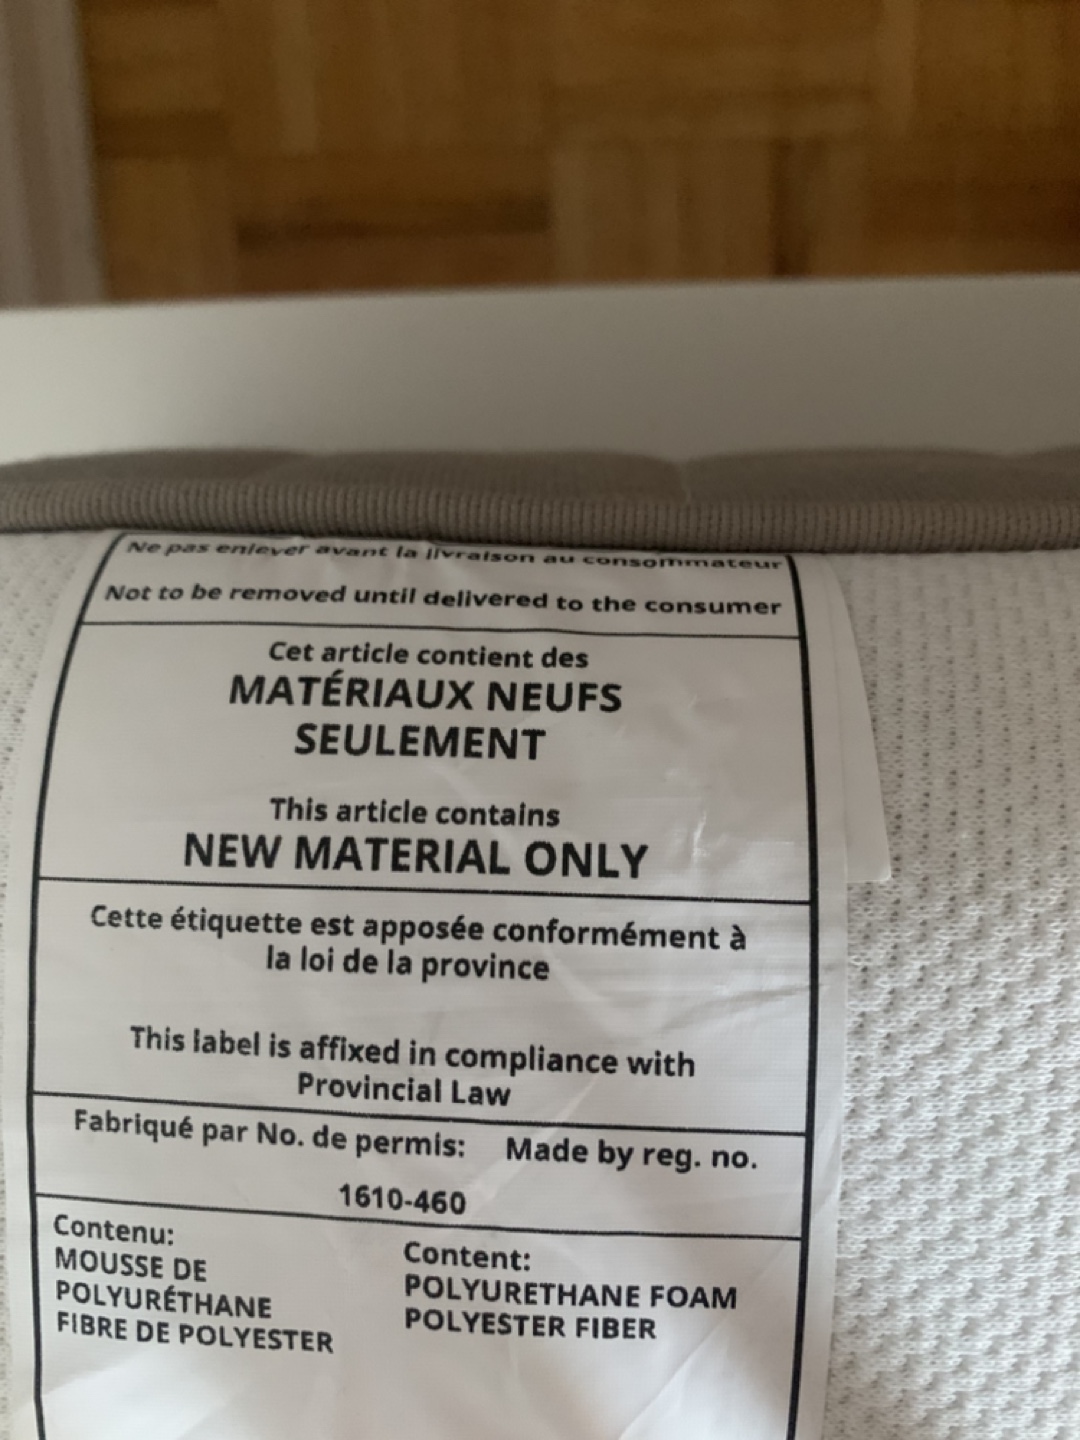 Ne pas enlever avant la livraison au consommateur
Not to be removed until delivered to the consumer
Cet article contient des
MATÉRIAUX NEUFS
SEULEMENT
This article contains
NEW MATERIAL ONLY
Cette étiquette est apposée conformément à
la loi de la province
This label is affixed in compliance with
Provincial Law
Fabriqué par No. de permis: Made by reg. no.
1610-460
Contenu:
MOUSSE DE
POLYURÉTHANE
FIBRE DE POLYESTER
Content:
POLYURETHANE FOAM
POLYESTER FIBER